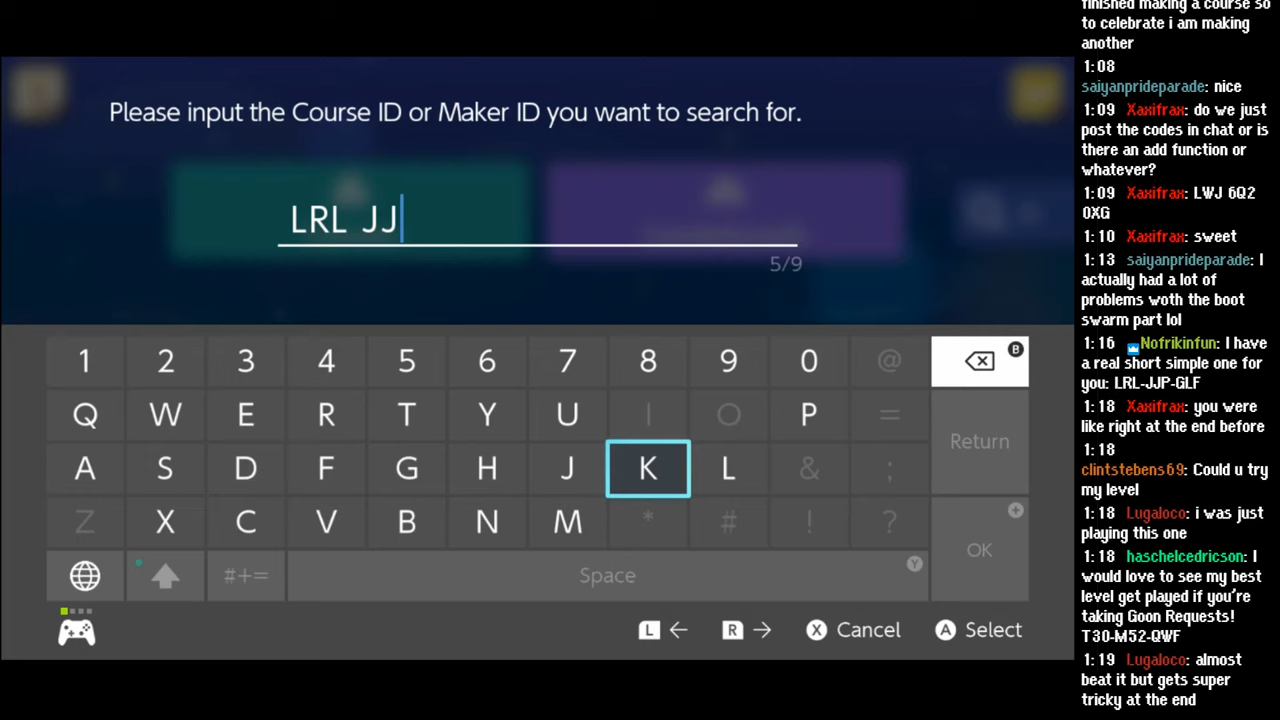 Please input the Course ID or Maker ID you want to search for.
LRL JJ
5/9
1 2 3 4 5 6 7 8 9 0 @
B
Q W E R T Y U I O P =
Return
A S D F G H J K L & ;
Z X C V B N M * # ! ?
+
OK
#+= Space
Y
L ← R → X Cancel A Select
finished making a course so
to celebrate i am making
another
1:08
saiyanprideparade: nice
1:09 Xaxifrax: do we just
post the codes in chat or is
there an add function or
whatever?
1:09 Xaxifrax: LWJ 6Q2
0XG
1:10 Xaxifrax: sweet
1:13 saiyanprideparade: I
actually had a lot of
problems woth the boot
swarm part lol
1:16 Nofrikinfun: I have
a real short simple one for
you: LRL-JJP-GLF
1:18 Xaxifrax: you were
like right at the end before
1:18
clintstebens69: Could u try
my level
1:18 Lugaloco: i was just
playing this one
1:18 haschelcedricson: I
would love to see my best
level get played if you're
taking Goon Requests!
T30-M52-QWF
1:19 Lugaloco: almost
beat it but gets super
tricky at the end